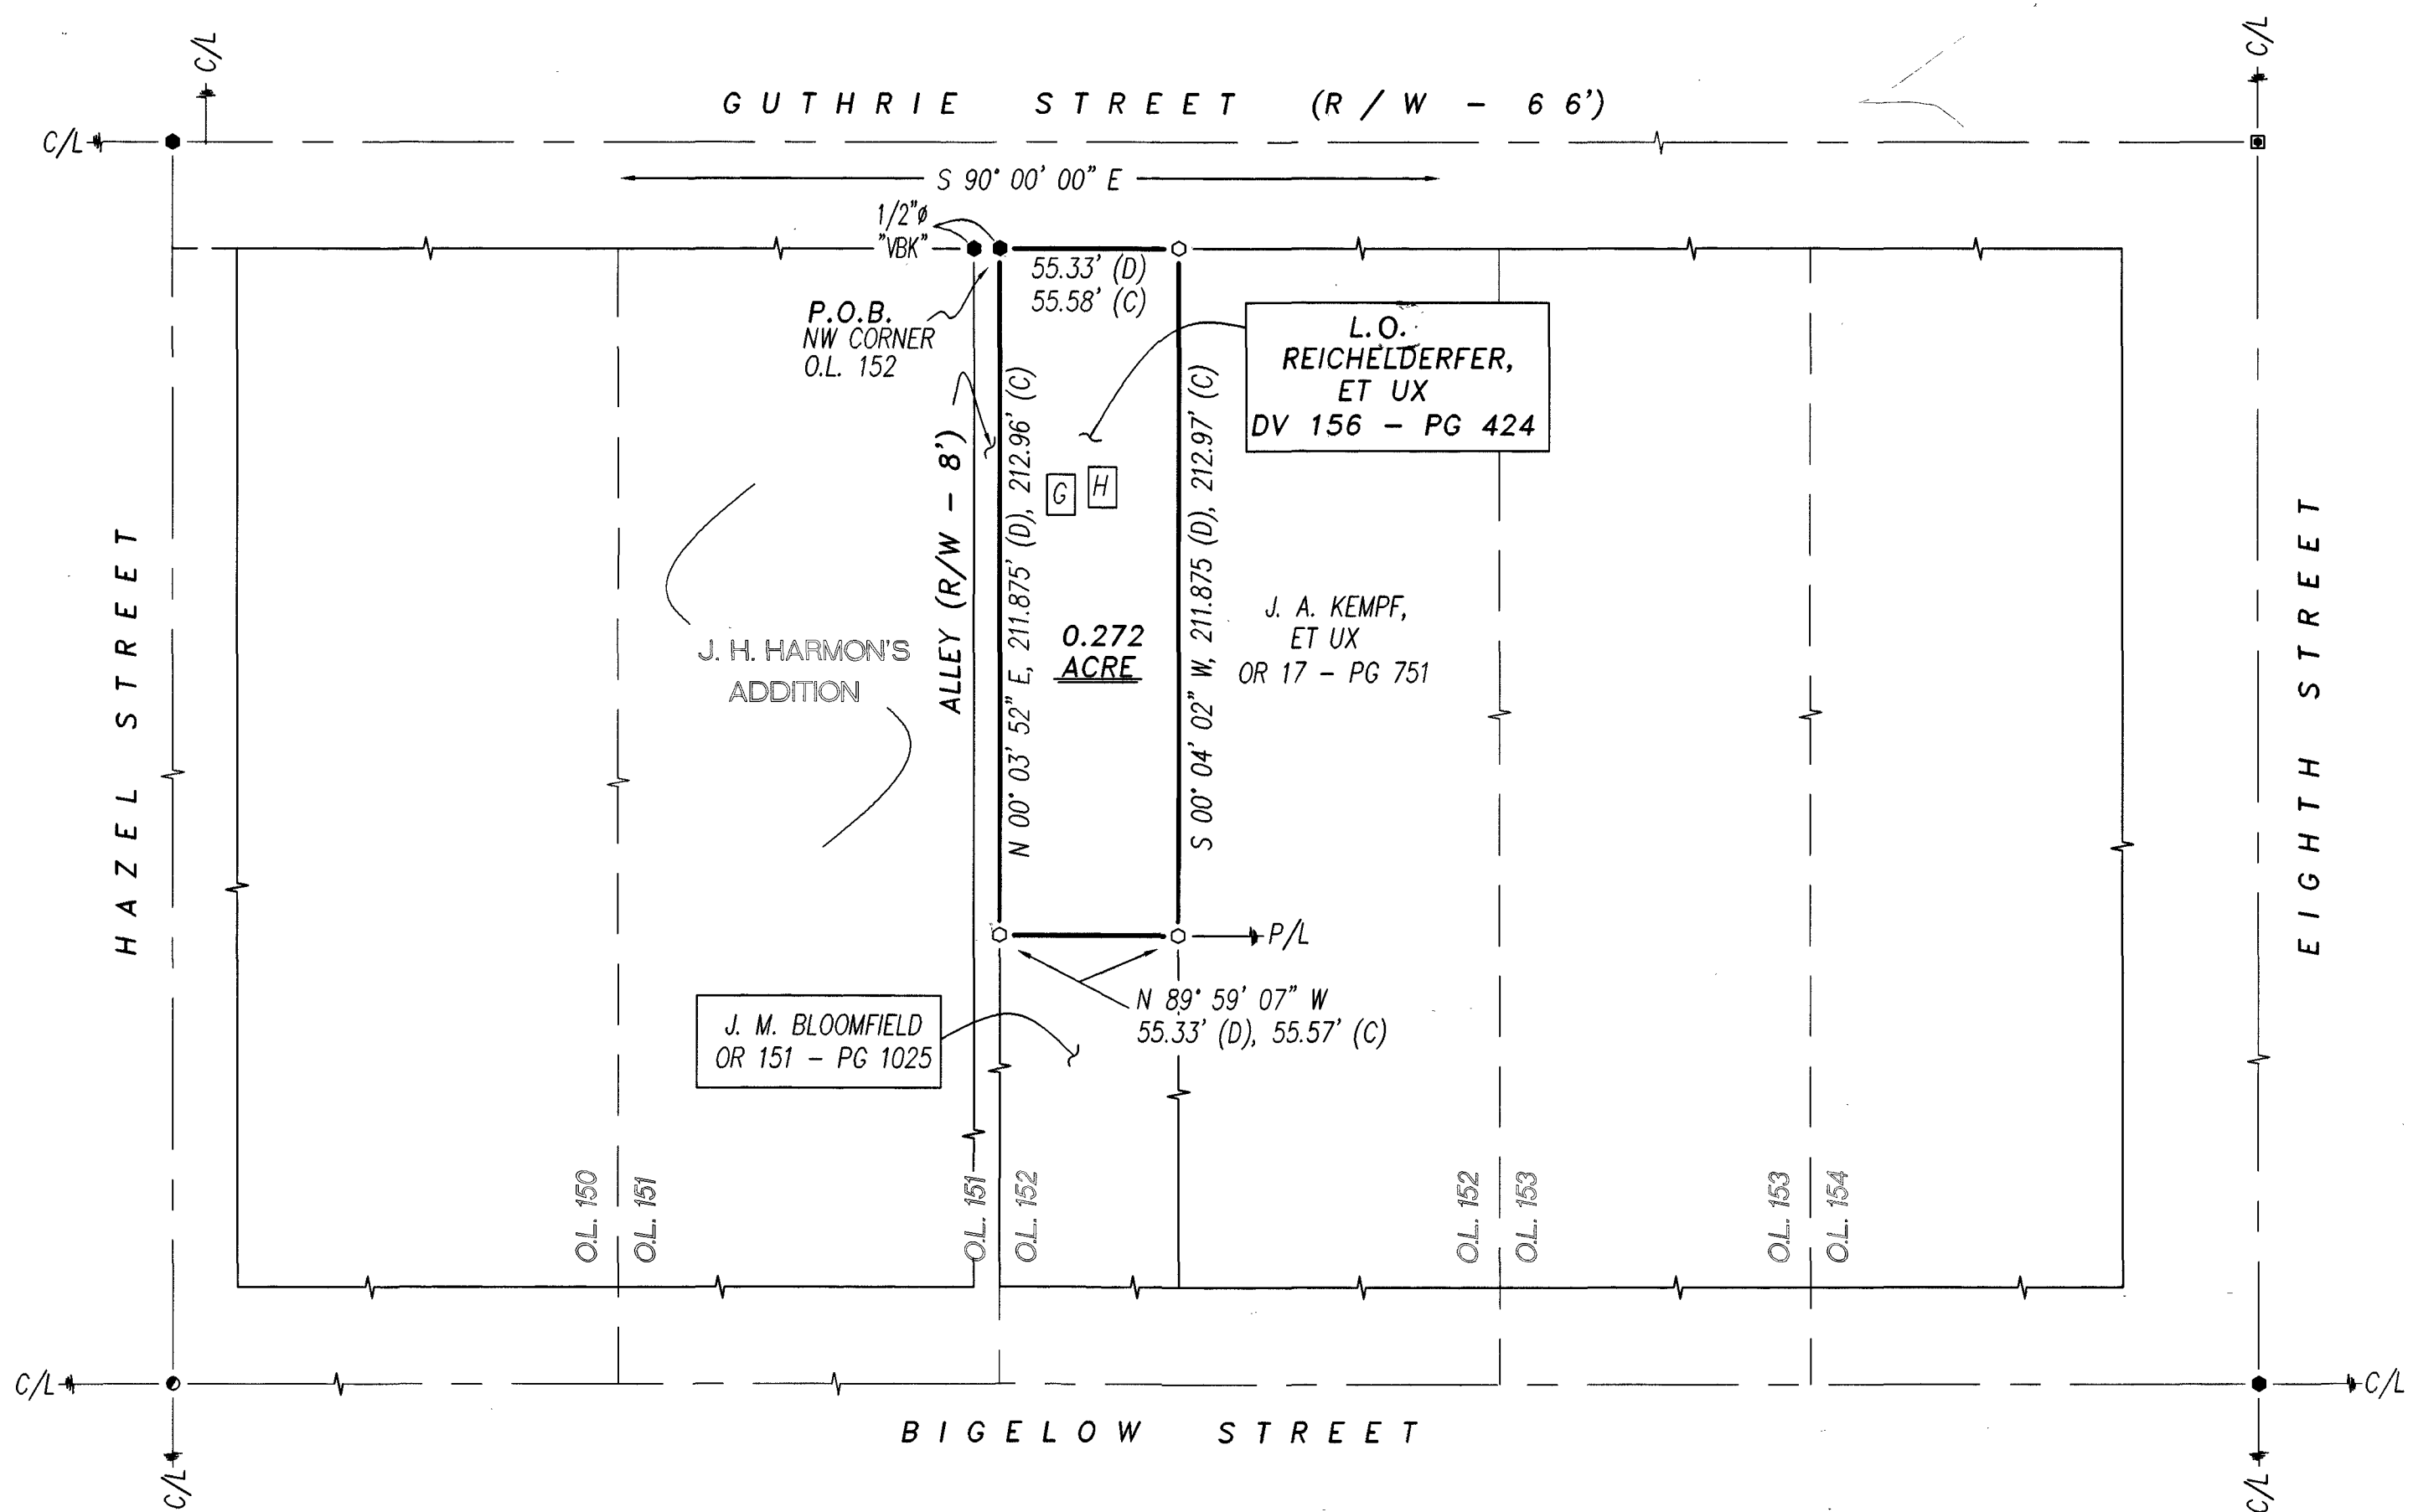 C/L
C/L
GUTHRIE STREET (R/W - 66')
C/L
S 90° 00' 00" E
1/2"ø
"VBK"
55.33' (D)
55.58' (C)
P.O.B.
NW CORNER
O.L. 152
L.O.
REICHELDERFER,
ET UX
DV 156 - PG 424
ALLEY (R/W - 8')
N 00° 03' 52" E, 211.875' (D), 212.96' (C)
G
H
S 00° 04' 02" W, 211.875 (D), 212.97' (C)
HAZEL STREET
J. H. HARMON'S
ADDITION
0.272
ACRE
J. A. KEMPF,
ET UX
OR 17 - PG 751
EIGHTH STREET
P/L
N 89° 59' 07" W
55.33' (D), 55.57' (C)
J. M. BLOOMFIELD
OR 151 - PG 1025
O.L. 150
O.L. 151
O.L. 151
O.L. 152
O.L. 152
O.L. 153
O.L. 153
O.L. 154
C/L
C/L
BIGELOW STREET
C/L
C/L